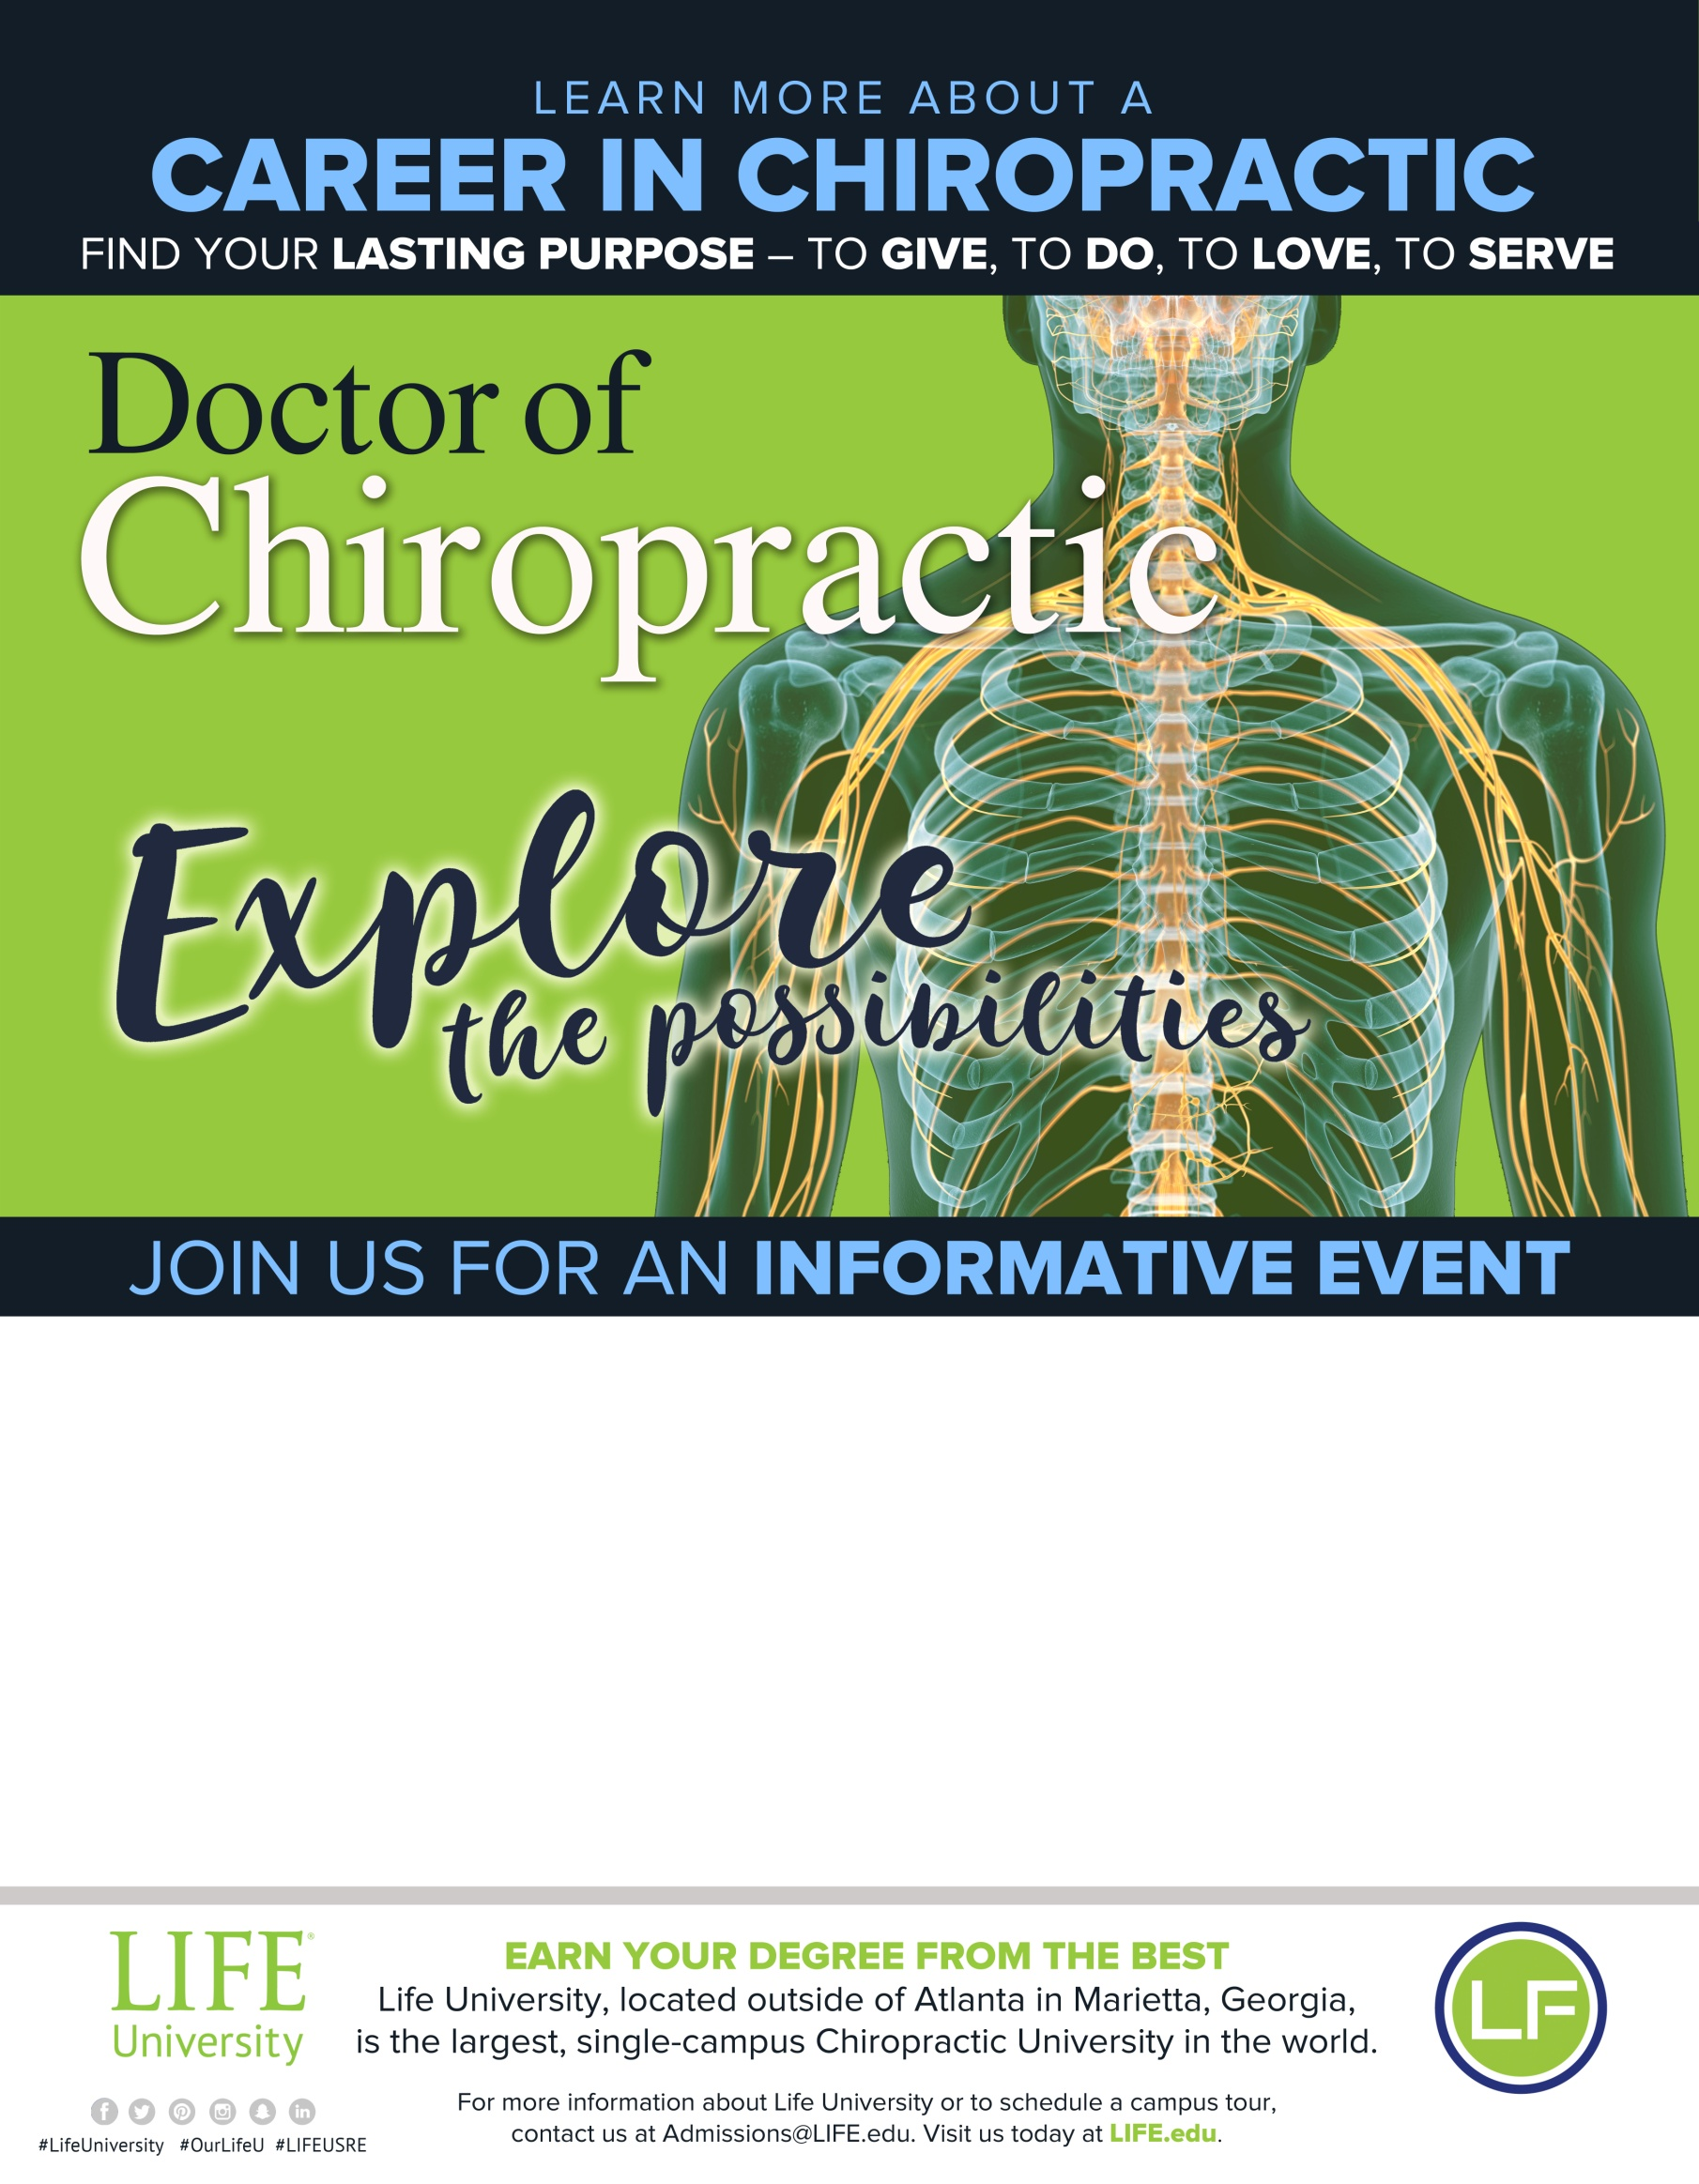 LEARN MORE ABOUT A
CAREER IN CHIROPRACTIC
FIND YOUR LASTING PURPOSE – TO GIVE, TO DO, TO LOVE, TO SERVE
Doctor of
Chiropractic
Explore
the possibilities
JOIN US FOR AN INFORMATIVE EVENT
LIFE®
University
#LifeUniversity #OurLifeU #LIFEUSRE
EARN YOUR DEGREE FROM THE BEST
Life University, located outside of Atlanta in Marietta, Georgia,
is the largest, single-campus Chiropractic University in the world.
For more information about Life University or to schedule a campus tour,
contact us at Admissions@LIFE.edu. Visit us today at LIFE.edu.
LF